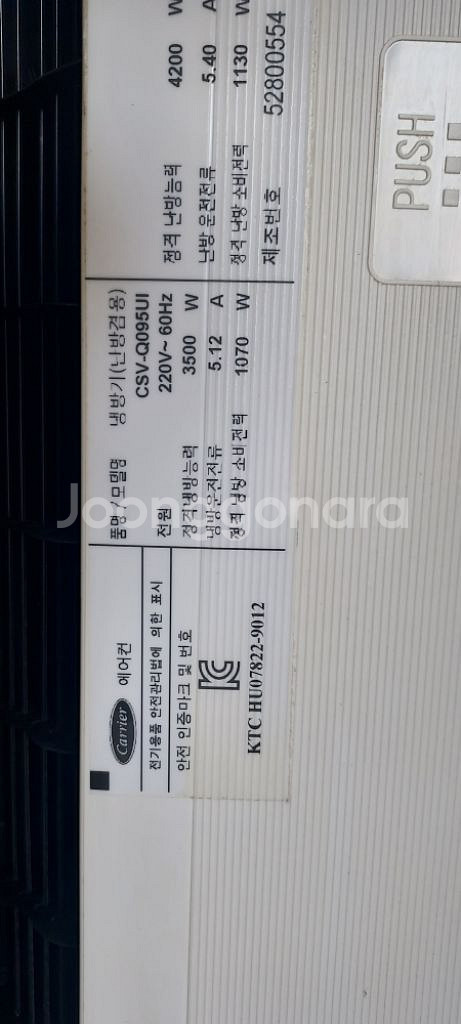 Carrier 에어컨
전기용품 안전관리법에 의한 표시
안전 인증마크 및 번호
KTC HU07822-9012
품명 / 모델명 냉방기(난방겸용)
CSV-Q095UI
전원 220V~ 60Hz
정격냉방능력 3500 W
냉방운전전류 5.12 A
정격 냉방 소비전력 1070 W
정격 난방능력 4200 W
난방 운전전류 5.40 A
정격 난방 소비전력 1130 W
제조번호 52800554
PUSH
Joonggonara